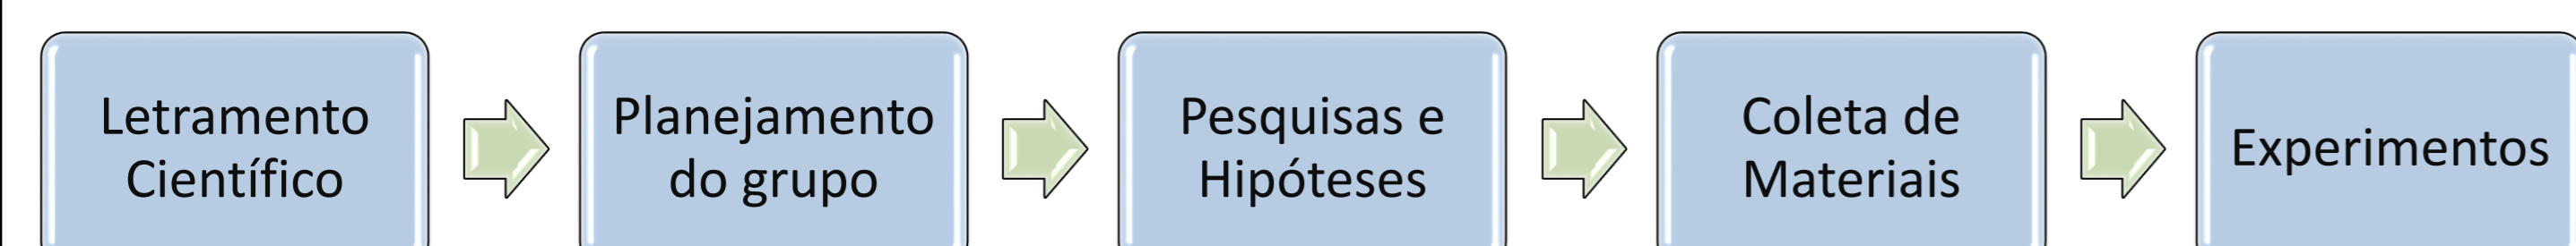 Letramento
Científico
Planejamento
do grupo
Pesquisas e
Hipóteses
Coleta de
Materiais
Experimentos